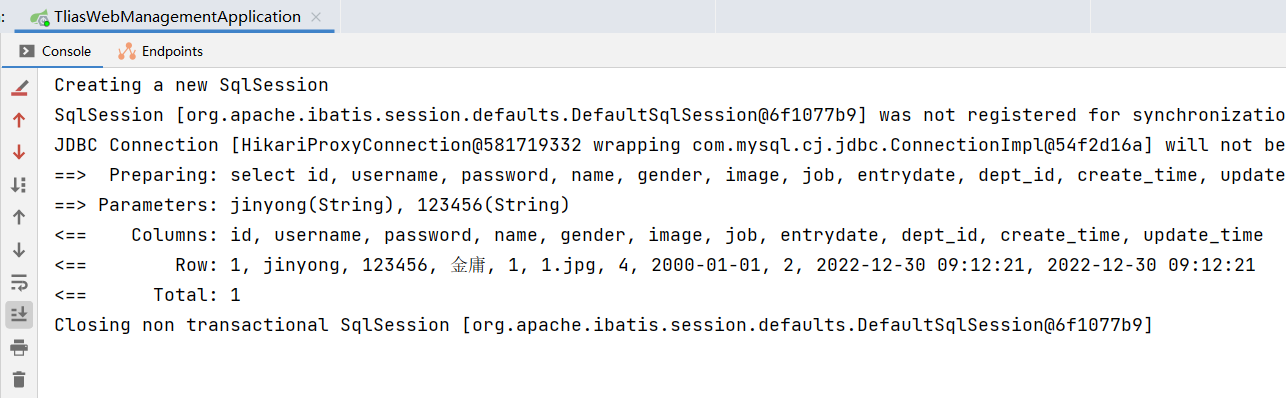 :
TliasWebManagementApplication
Console
Endpoints
Creating a new SqlSession
SqlSession [org.apache.ibatis.session.defaults.DefaultSqlSession@6f1077b9] was not registered for synchronizatio
JDBC Connection [HikariProxyConnection@581719332 wrapping com.mysql.cj.jdbc.ConnectionImpl@54f2d16a] will not be
==>  Preparing: select id, username, password, name, gender, image, job, entrydate, dept_id, create_time, update
==> Parameters: jinyong(String), 123456(String)
<==    Columns: id, username, password, name, gender, image, job, entrydate, dept_id, create_time, update_time
<==        Row: 1, jinyong, 123456, 金庸, 1, 1.jpg, 4, 2000-01-01, 2, 2022-12-30 09:12:21, 2022-12-30 09:12:21
<==      Total: 1
Closing non transactional SqlSession [org.apache.ibatis.session.defaults.DefaultSqlSession@6f1077b9]